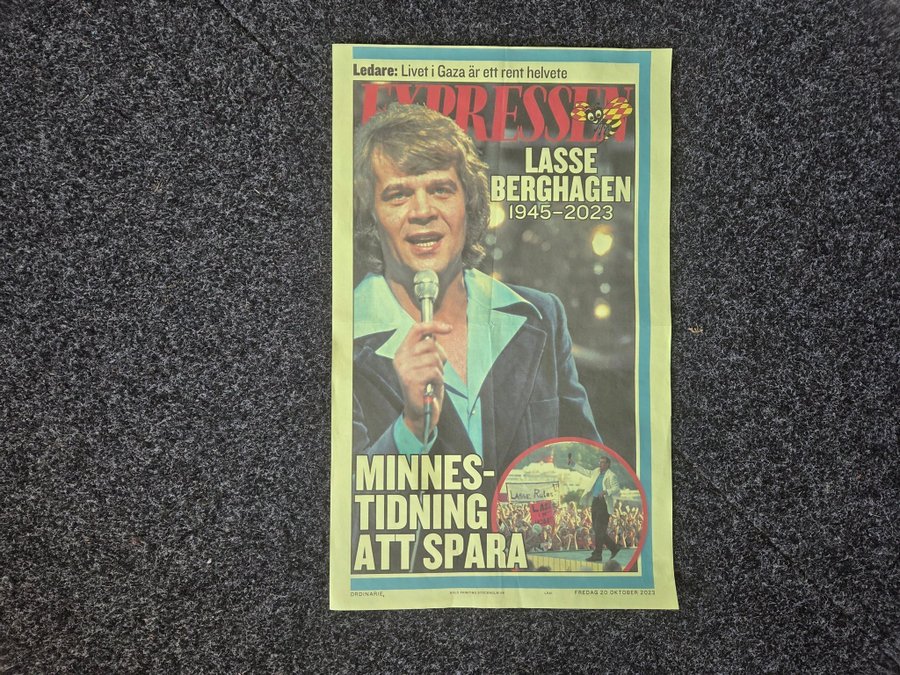 Ledare: Livet i Gaza är ett rent helvete
EXPRESSEN
LASSE
BERGHAGEN
1945–2023
LASSE Rules
MINNES-
TIDNING
ATT SPARA
ORDINARIE,
FREDAG 20 OKTOBER 2023